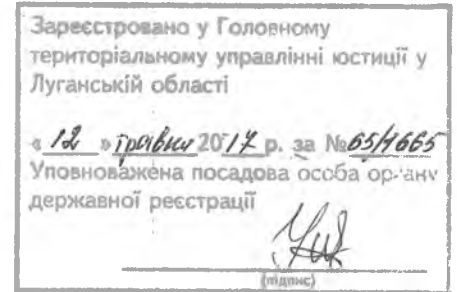 Зареєстровано у Головному
територіальному управлінні юстиції у
Луганській області
« 12 » травня 2017 р. за №65/1665
Уповноважена посадова особа органу
державної реєстрації
(підпис)